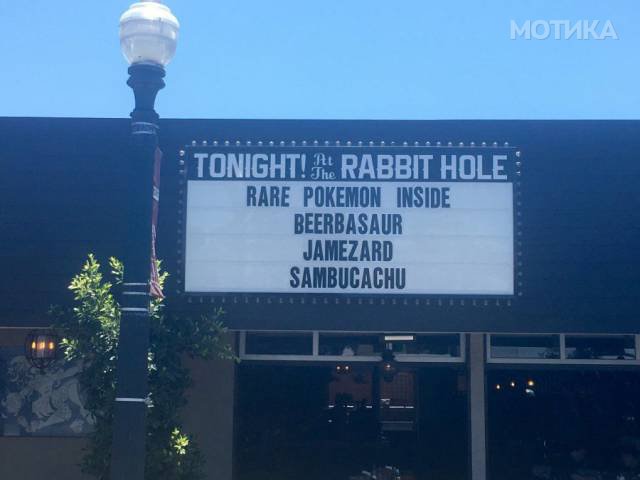 МОТИКА
TONIGHT! At The RABBIT HOLE
RARE POKEMON INSIDE
BEERBASAUR
JAMEZARD
SAMBUCACHU